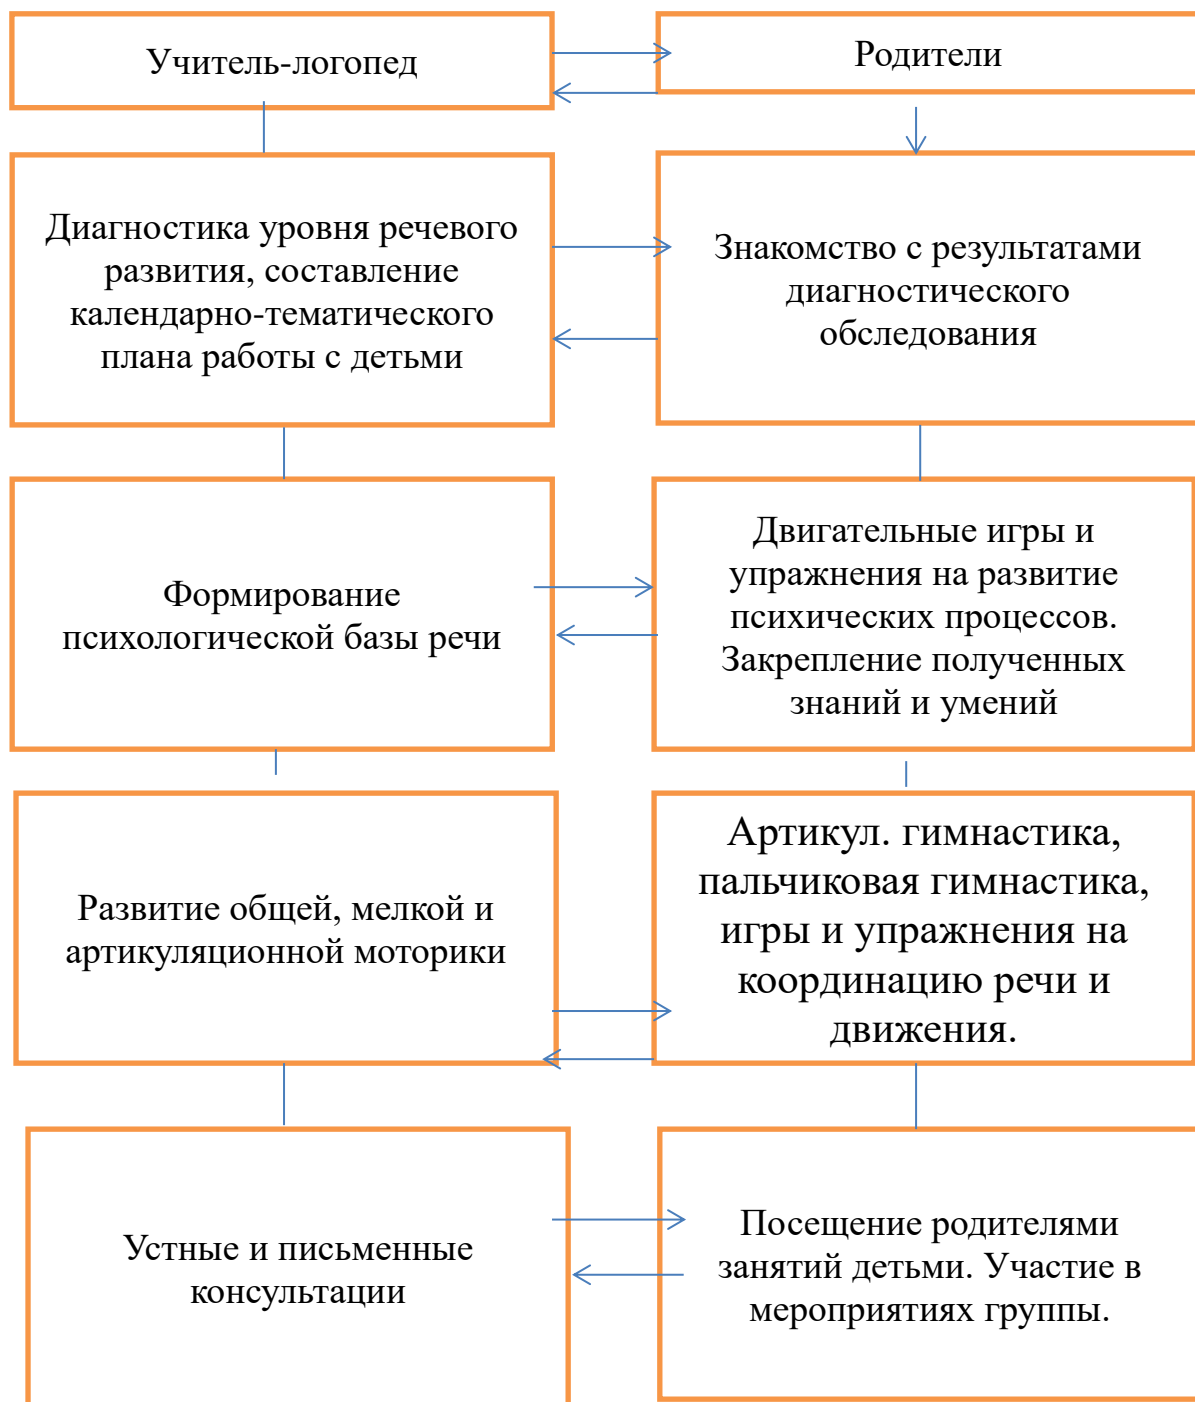 Учитель-логопед
Родители
Диагностика уровня речевого
развития, составление
календарно-тематического
плана работы с детьми
Знакомство с результатами
диагностического
обследования
Формирование
психологической базы речи
Двигательные игры и
упражнения на развитие
психических процессов.
Закрепление полученных
знаний и умений
Развитие общей, мелкой и
артикуляционной моторики
Артикул. гимнастика,
пальчиковая гимнастика,
игры и упражнения на
координацию речи и
движения.
Устные и письменные
консультации
Посещение родителями
занятий детьми. Участие в
мероприятиях группы.